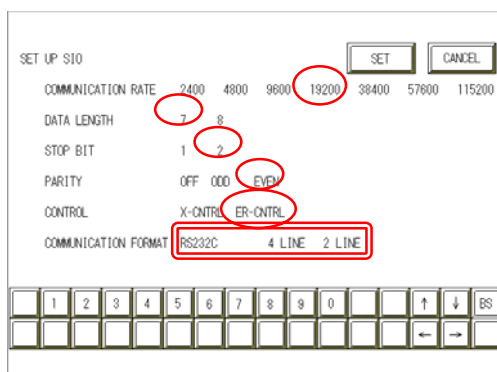 SET UP SIO SET CANCEL
COMMUNICATION RATE 2400 4800 9600 19200 38400 57600 115200
DATA LENGTH 7 8
STOP BIT 1 2
PARITY OFF ODD EVEN
CONTROL X-CNTRL ER-CNTRL
COMMUNICATION FORMAT RS232C 4 LINE 2 LINE
1 2 3 4 5 6 7 8 9 0 ↑ ↓ BS
← →